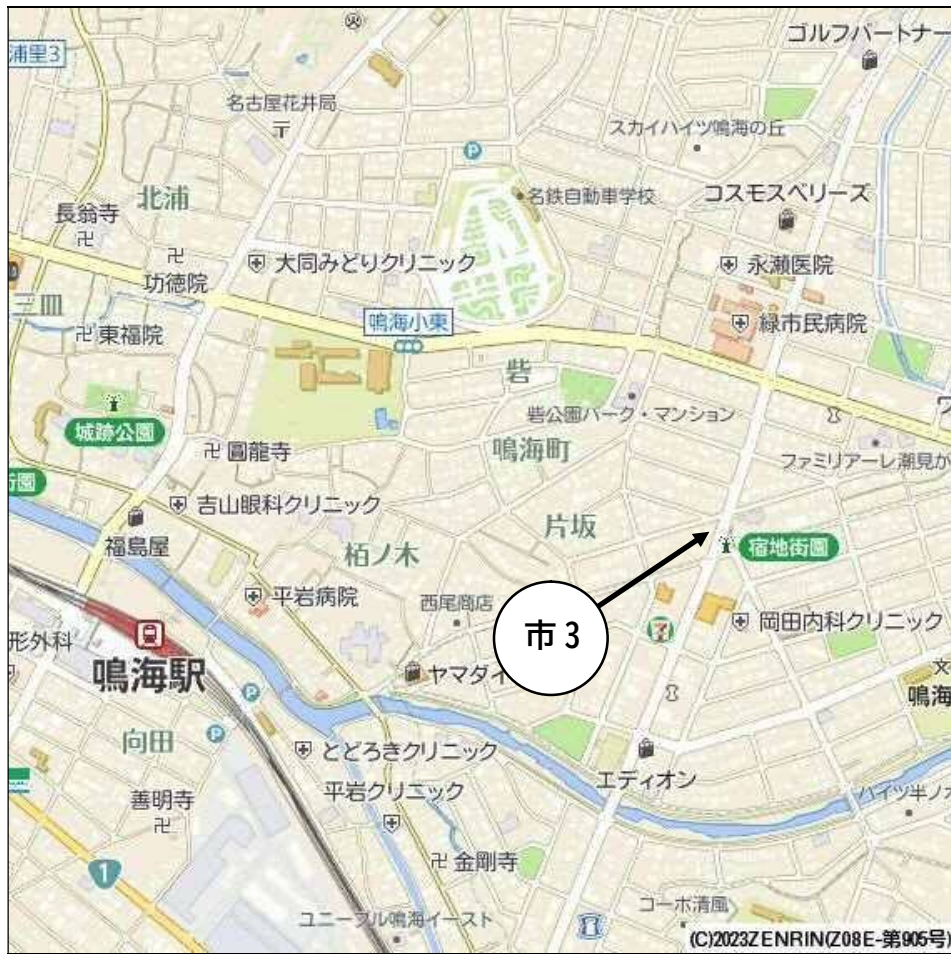 ゴルフパートナー
浦里3
名古屋花井局
スカイハイツ鳴海の丘
P
名鉄自動車学校
コスモスベリーズ
北浦
長翁寺
大同みどりクリニック
永瀬医院
功徳院
三皿
鳴海小東
緑市民病院
東福院
砦
砦公園パーク・マンション
城跡公園
圓龍寺
鳴海町
ファミリアーレ潮見が
吉山眼科クリニック
片坂
福島屋
栢ノ木
宿地街園
平岩病院
西尾商店
市3
岡田内科クリニック
形外科
鳴海駅
ヤマダイ
鳴海
P
向田
P
とどろきクリニック
エディオン
善明寺
平岩クリニック
1
金剛寺
コーポ清風
ユニーブル鳴海イースト
(C)2023ZENRIN(Z08E-第905号)